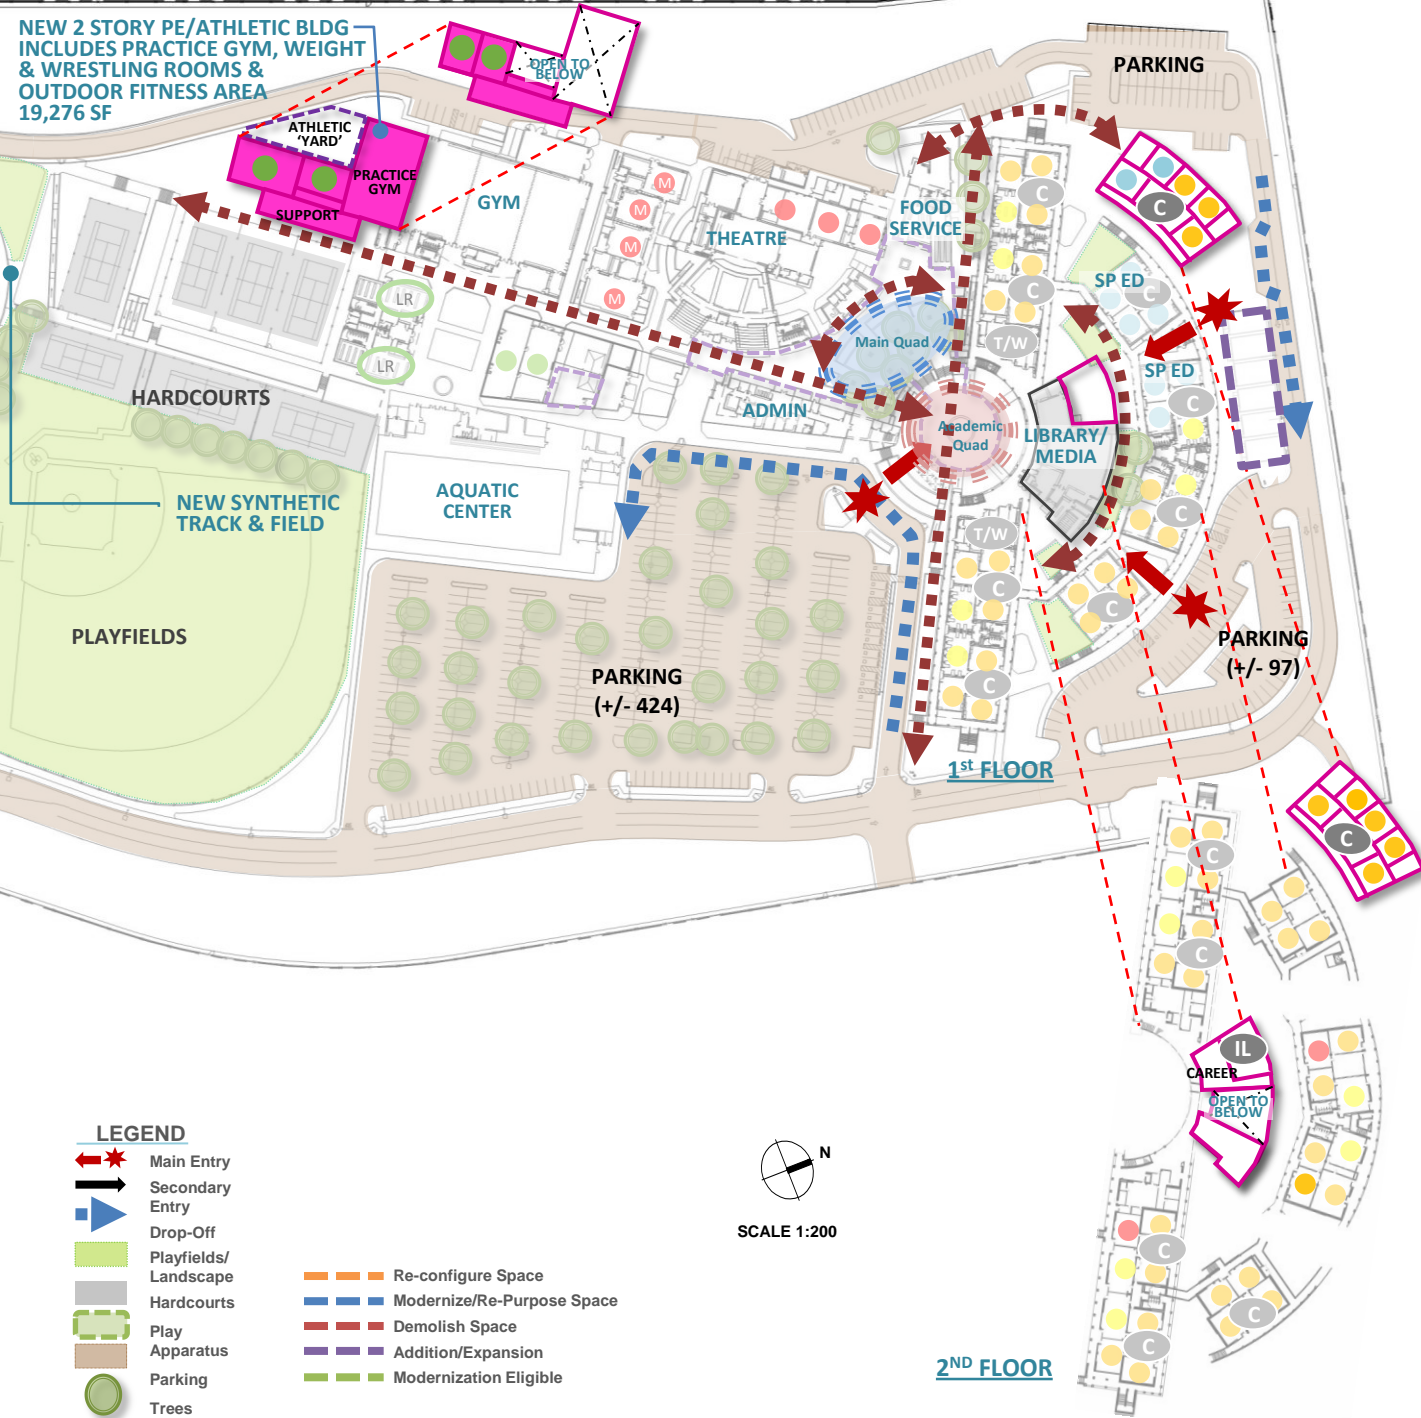 NEW 2 STORY PE/ATHLETIC BLDG
INCLUDES PRACTICE GYM, WEIGHT
& WRESTLING ROOMS &
OUTDOOR FITNESS AREA
19,276 SF
OPEN TO
BELOW
PARKING
ATHLETIC
'YARD'
PRACTICE
GYM
SUPPORT
GYM
M
M
M
M
THEATRE
FOOD
SERVICE
C
C
T/W
C
SP ED
C
SP ED
C
C
C
LR
LR
Main Quad
Academic
Quad
ADMIN
LIBRARY/
MEDIA
HARDCOURTS
AQUATIC
CENTER
NEW SYNTHETIC
TRACK & FIELD
PLAYFIELDS
T/W
C
C
PARKING
(+/- 424)
PARKING
(+/- 97)
1st FLOOR
C
C
C
IL
CAREER
OPEN TO
BELOW
C
C
C
2ND FLOOR
N
SCALE 1:200
LEGEND
Main Entry
Secondary
Entry
Drop-Off
Playfields/
Landscape
Hardcourts
Play
Apparatus
Parking
Trees
Re-configure Space
Modernize/Re-Purpose Space
Demolish Space
Addition/Expansion
Modernization Eligible